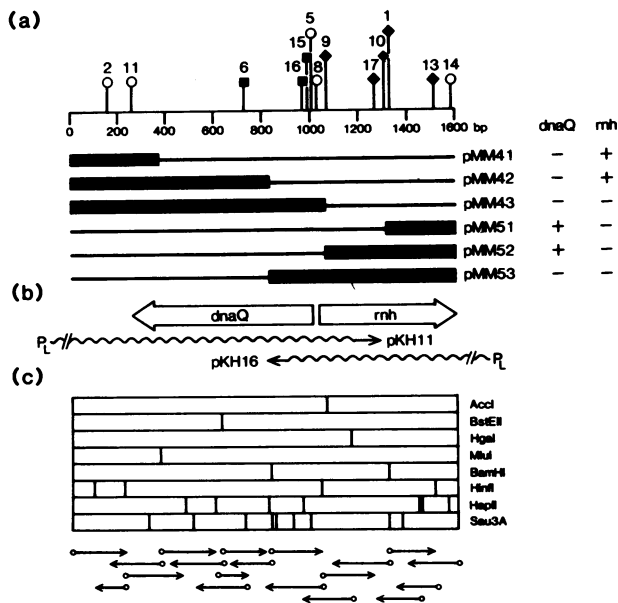 (a)
5
1
15
9
10
2
11
6
16
8
17
13
14
0 200 400 600 800 1000 1200 1400 1600 bp
dnaQ rnh
pMM41 - +
pMM42 - +
pMM43 - -
pMM51 + -
pMM52 + -
pMM53 - -
(b)
dnaQ rnh
PL pKH11
pKH16 PL
(c)
AccI
BstEII
HgaI
MluI
BamHI
HinfI
HapII
Sau3A